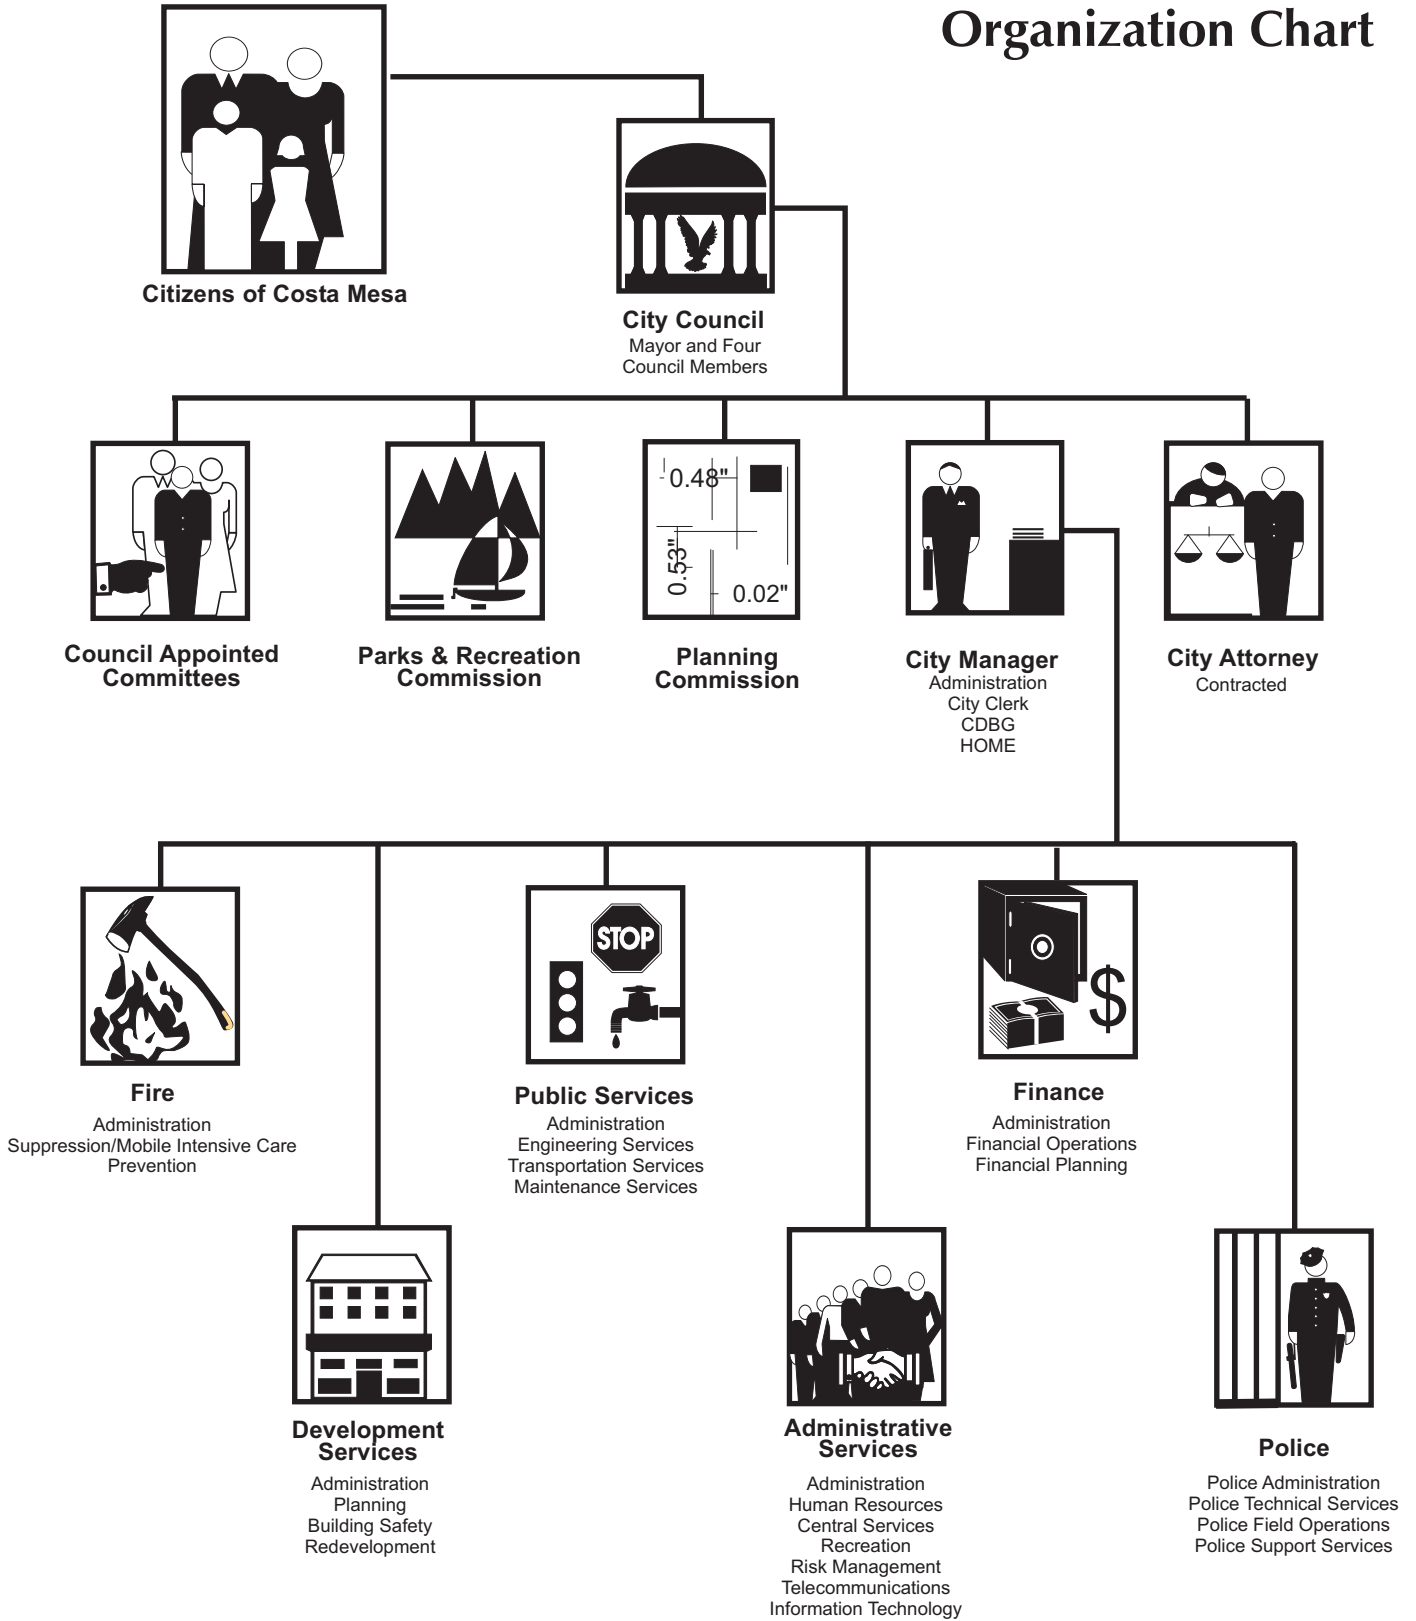 Organization Chart
Citizens of Costa Mesa
City Council
Mayor and Four
Council Members
0.48"
0.53"
0.02"
Council Appointed
Committees
Parks & Recreation
Commission
Planning
Commission
City Manager
Administration
City Clerk
CDBG
HOME
City Attorney
Contracted
STOP
$
Fire
Administration
Suppression/Mobile Intensive Care
Prevention
Public Services
Administration
Engineering Services
Transportation Services
Maintenance Services
Finance
Administration
Financial Operations
Financial Planning
Development
Services
Administration
Planning
Building Safety
Redevelopment
Administrative
Services
Administration
Human Resources
Central Services
Recreation
Risk Management
Telecommunications
Information Technology
Police
Police Administration
Police Technical Services
Police Field Operations
Police Support Services